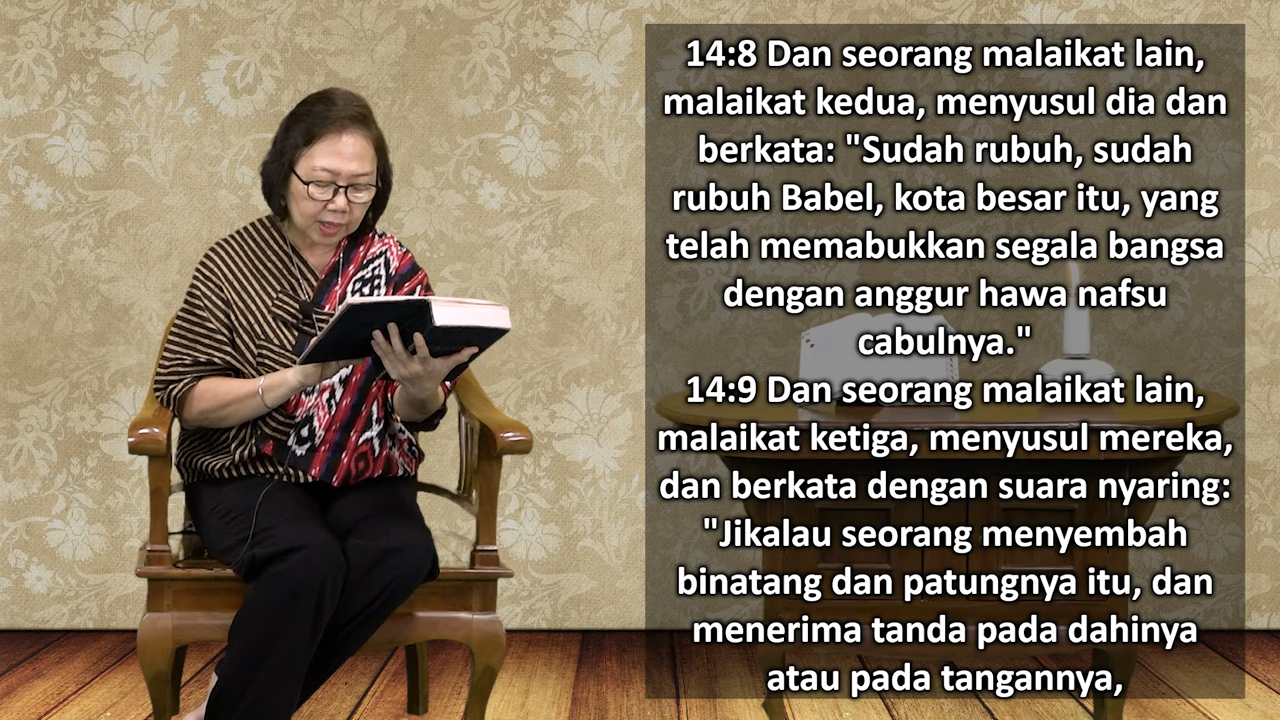 14:8 Dan seorang malaikat lain,
malaikat kedua, menyusul dia dan
berkata: "Sudah rubuh, sudah
rubuh Babel, kota besar itu, yang
telah memabukkan segala bangsa
dengan anggur hawa nafsu
cabulnya."
14:9 Dan seorang malaikat lain,
malaikat ketiga, menyusul mereka,
dan berkata dengan suara nyaring:
"Jikalau seorang menyembah
binatang dan patungnya itu, dan
menerima tanda pada dahinya
atau pada tangannya,